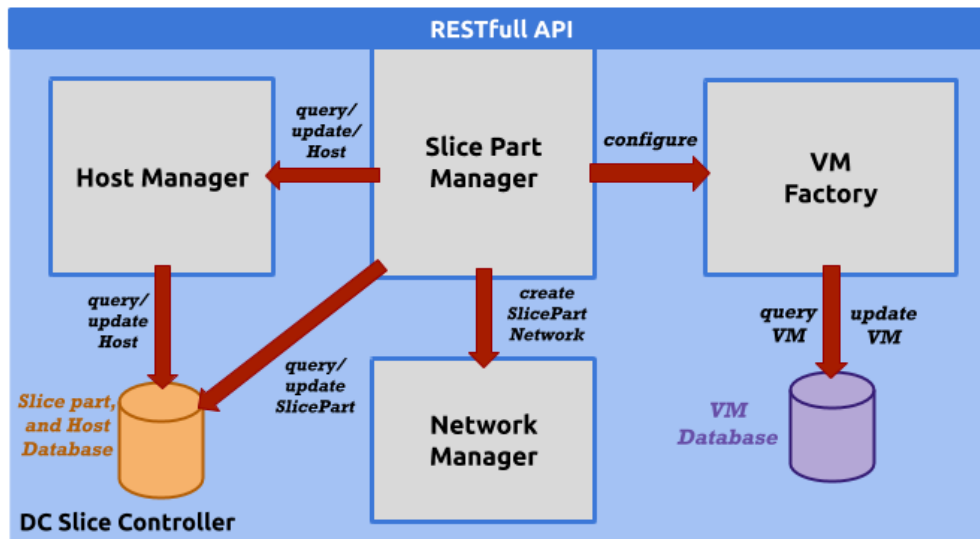 RESTfull API
Host Manager
query/
update/
Host
Slice Part
Manager
configure
VM
Factory
query/
update
Host
query/
update
SlicePart
create
SlicePart
Network
query
VM
update
VM
Slice part,
and Host
Database
Network
Manager
VM
Database
DC Slice Controller